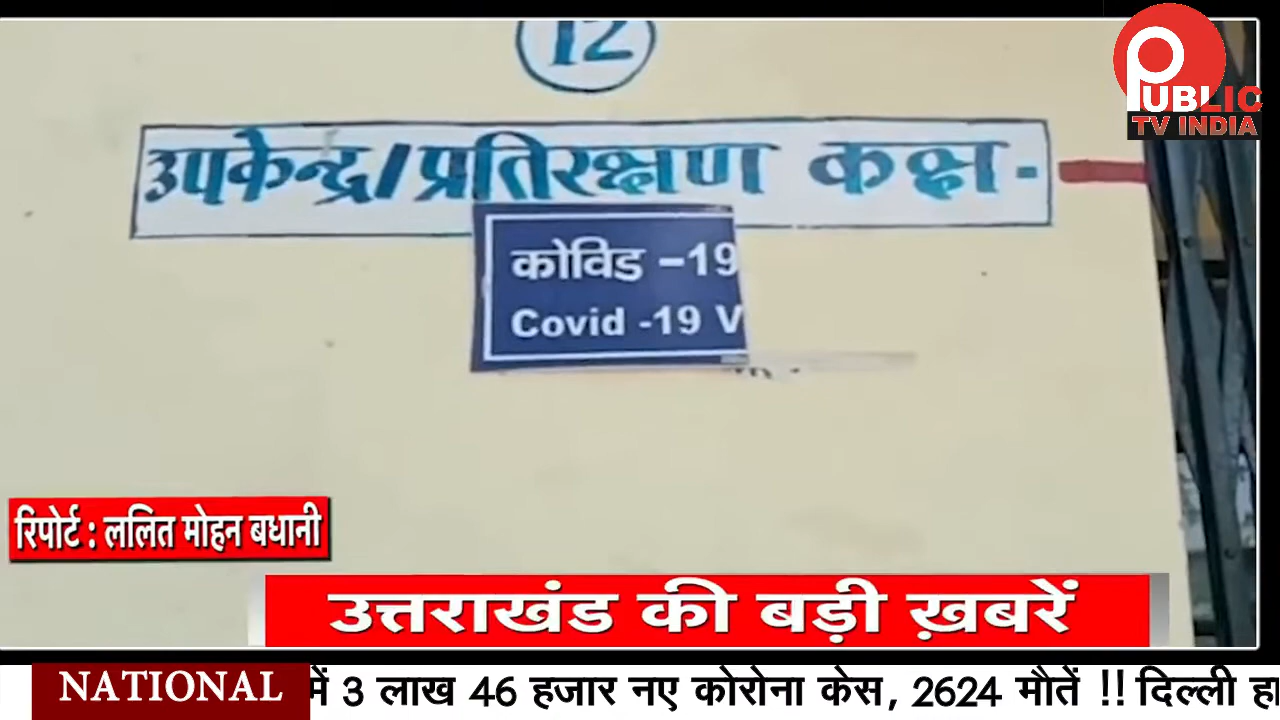 12
PUBLIC
TV INDIA
उपकेन्द्र/प्रतिरक्षण कक्ष-
कोविड -19
Covid -19 V
रिपोर्ट : ललित मोहन बधानी
उत्तराखंड की बड़ी ख़बरें
NATIONAL में 3 लाख 46 हजार नए कोरोना केस, 2624 मौतें !! दिल्ली हा